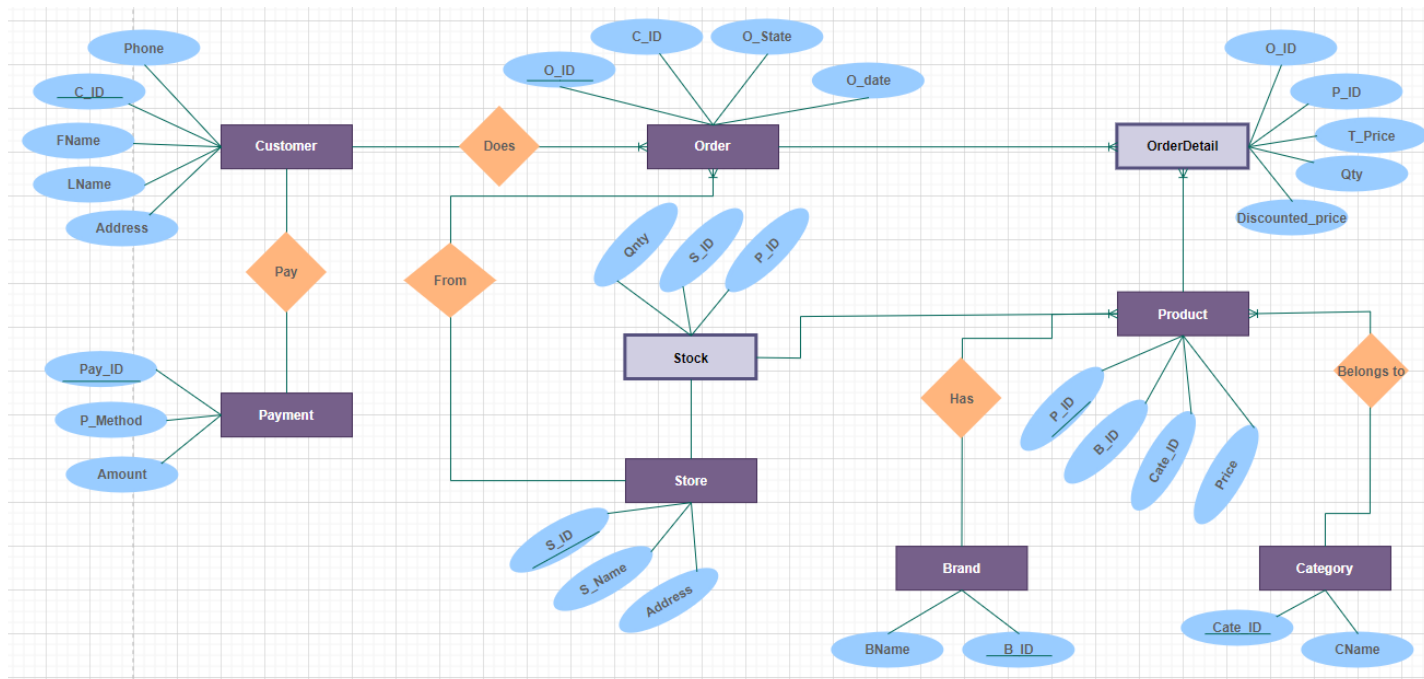 Phone
C_ID
FName
LName
Address
Customer
Does
O_ID
C_ID
O_State
O_date
Order
OrderDetail
O_ID
P_ID
T_Price
Qty
Discounted_price
Pay
From
Qnty
S_ID
P_ID
Stock
Product
Has
Belongs to
P_ID
B_ID
Cate_ID
Price
Pay_ID
P_Method
Amount
Payment
Store
S_ID
S_Name
Address
Brand
BName
B_ID
Category
Cate_ID
CName